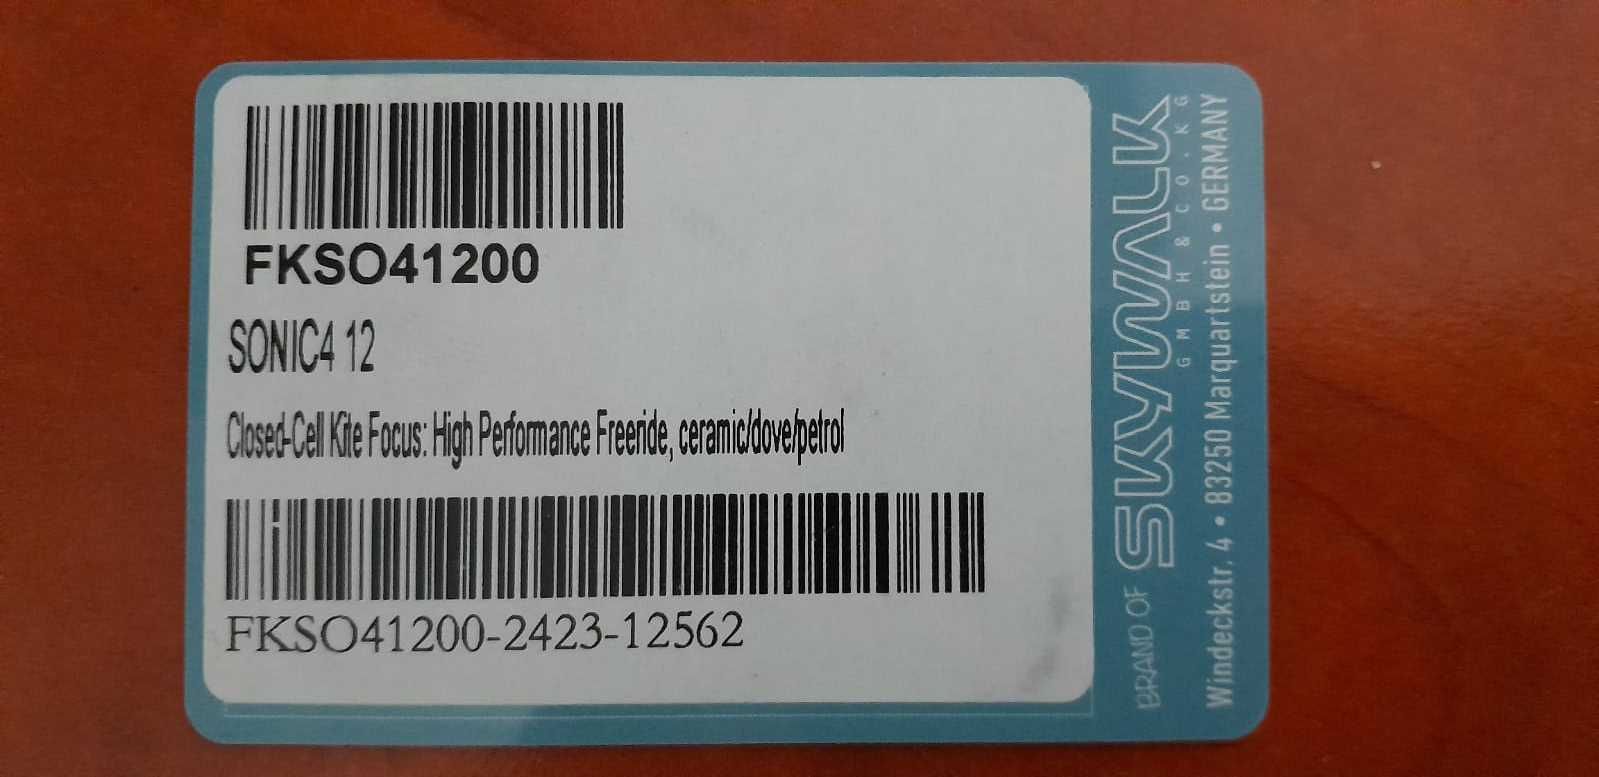 FKSO41200
SONIC4 12
Closed-Cell Kite Focus: High Performance Freeride, ceramic/dove/petrol
FKSO41200-2423-12562
BRAND OF SKYWALK
GMBH & CO. KG
Windeckstr. 4 • 83250 Marquartstein • GERMANY